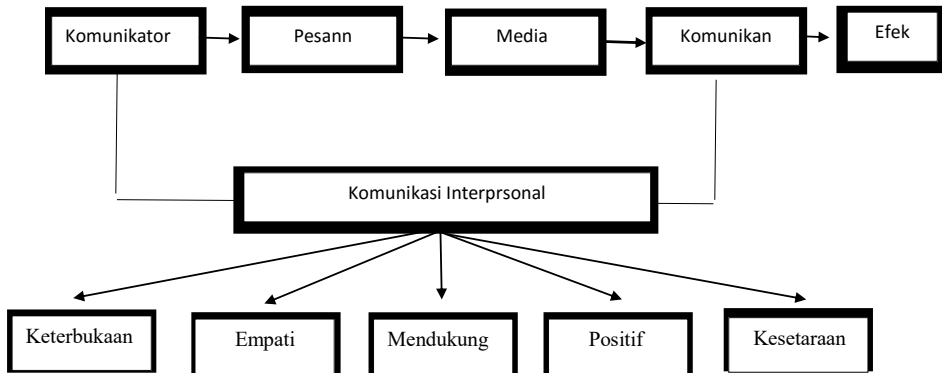 Komunikator
Pesann
Media
Komunikan
Efek
Komunikasi Interprsonal
Keterbukaan
Empati
Mendukung
Positif
Kesetaraan